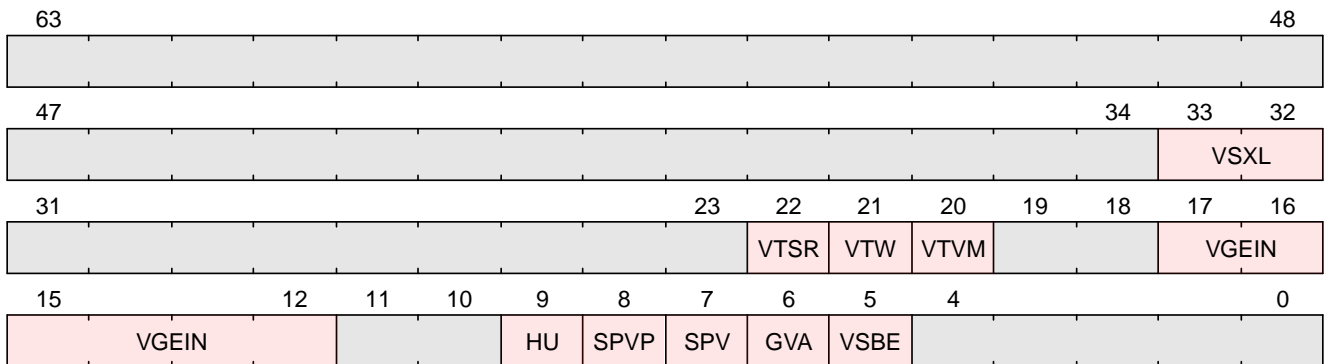 63 48
47 34 33 32
VSXL
31 23 22 21 20 19 18 17 16
VTSR VTW VTVM VGEIN
15 12 11 10 9 8 7 6 5 4 0
VGEIN HU SPVP SPV GVA VSBE